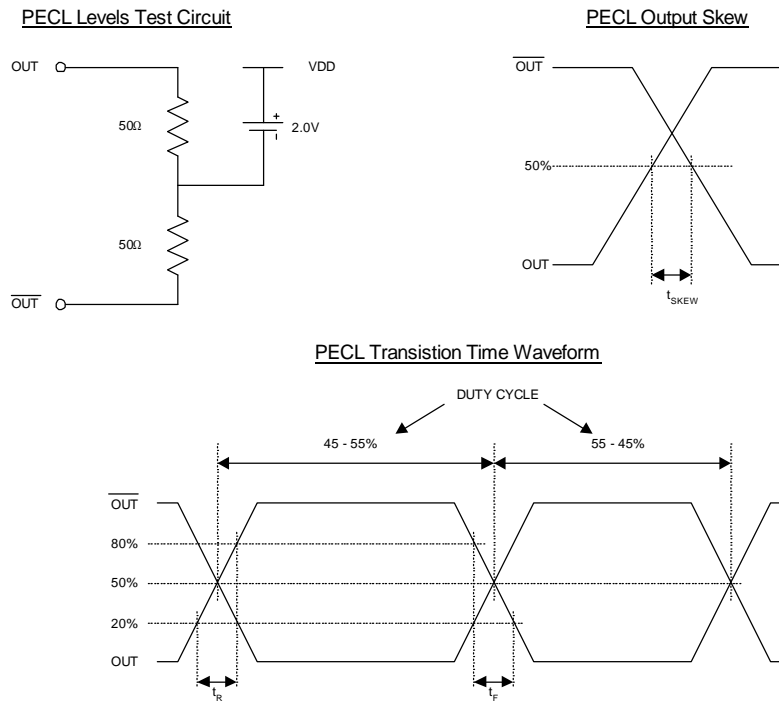 PECL Levels Test Circuit
OUT
VDD
50Ω
+
2.0V
50Ω
OUT
PECL Output Skew
OUT
50%
OUT
tSKEW
PECL Transistion Time Waveform
DUTY CYCLE
45 - 55%
55 - 45%
OUT
80%
50%
20%
OUT
tR
tF